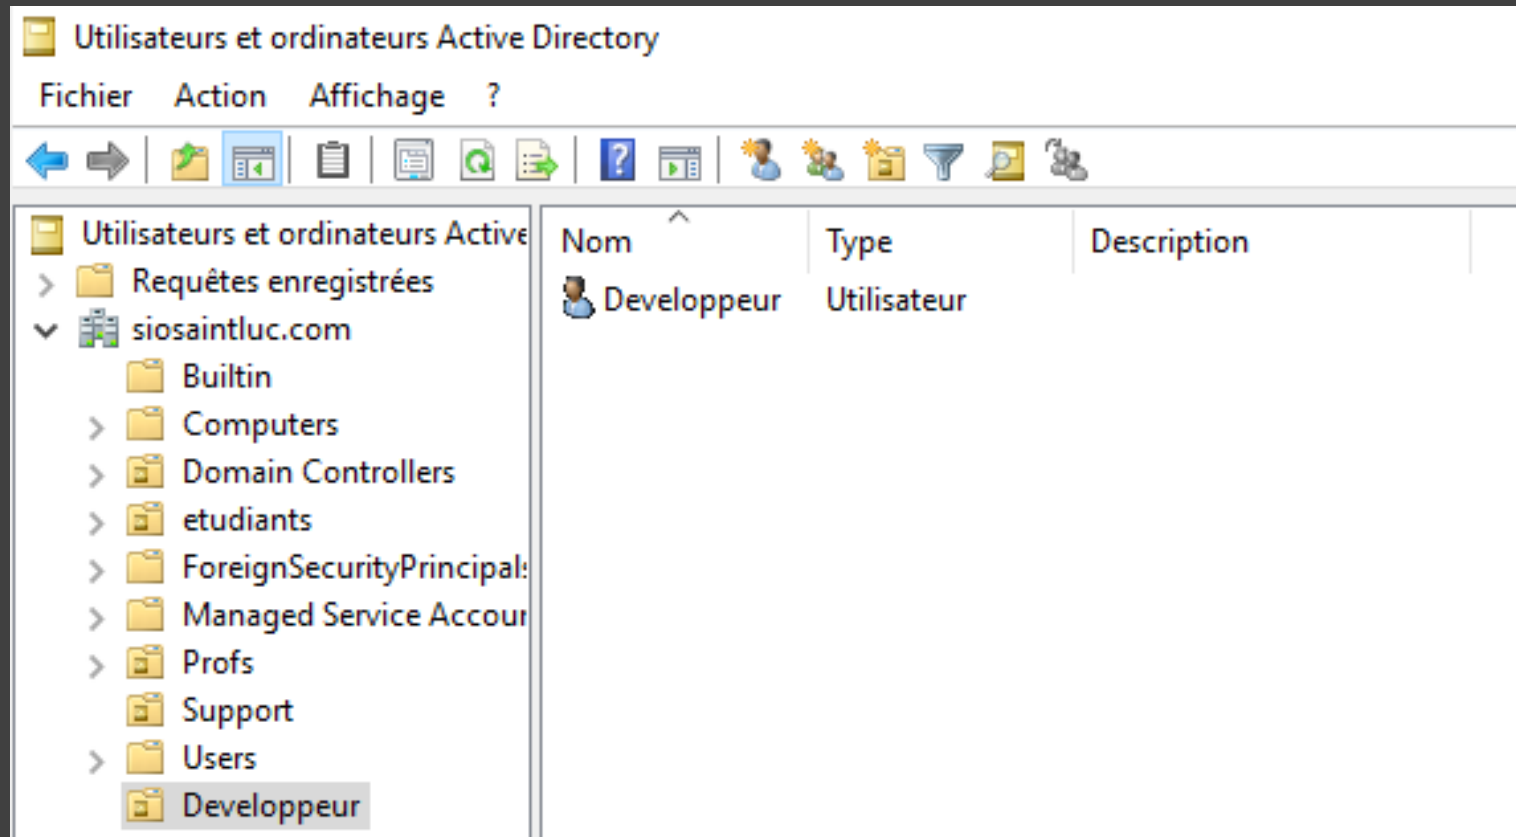 Utilisateurs et ordinateurs Active Directory
Fichier Action Affichage ?
Utilisateurs et ordinateurs Active
Requêtes enregistrées
siosaintluc.com
Builtin
Computers
Domain Controllers
etudiants
ForeignSecurityPrincipals
Managed Service Accour
Profs
Support
Users
Developpeur
Nom Type Description
Developpeur Utilisateur